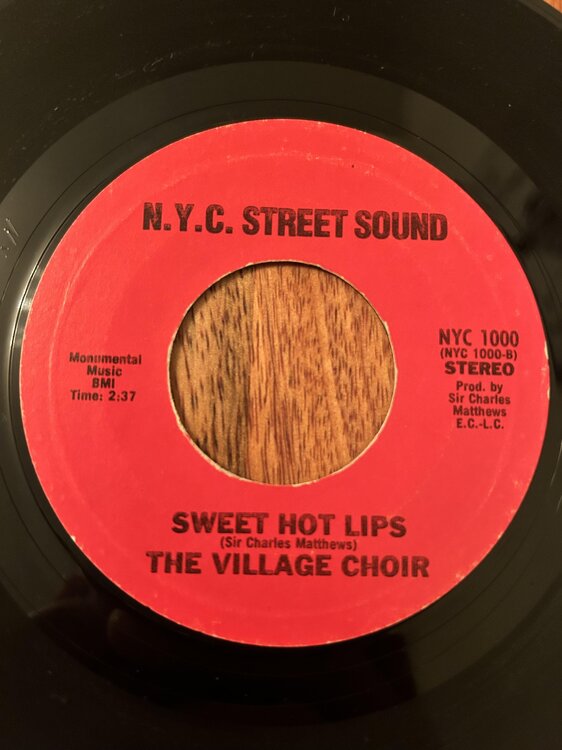 N.Y.C. STREET SOUND
Monumental
Music
BMI
Time: 2:37
NYC 1000
(NYC 1000-B)
STEREO
Prod. by
Sir Charles
Matthews
E.C.-L.C.
SWEET HOT LIPS
(Sir Charles Matthews)
THE VILLAGE CHOIR